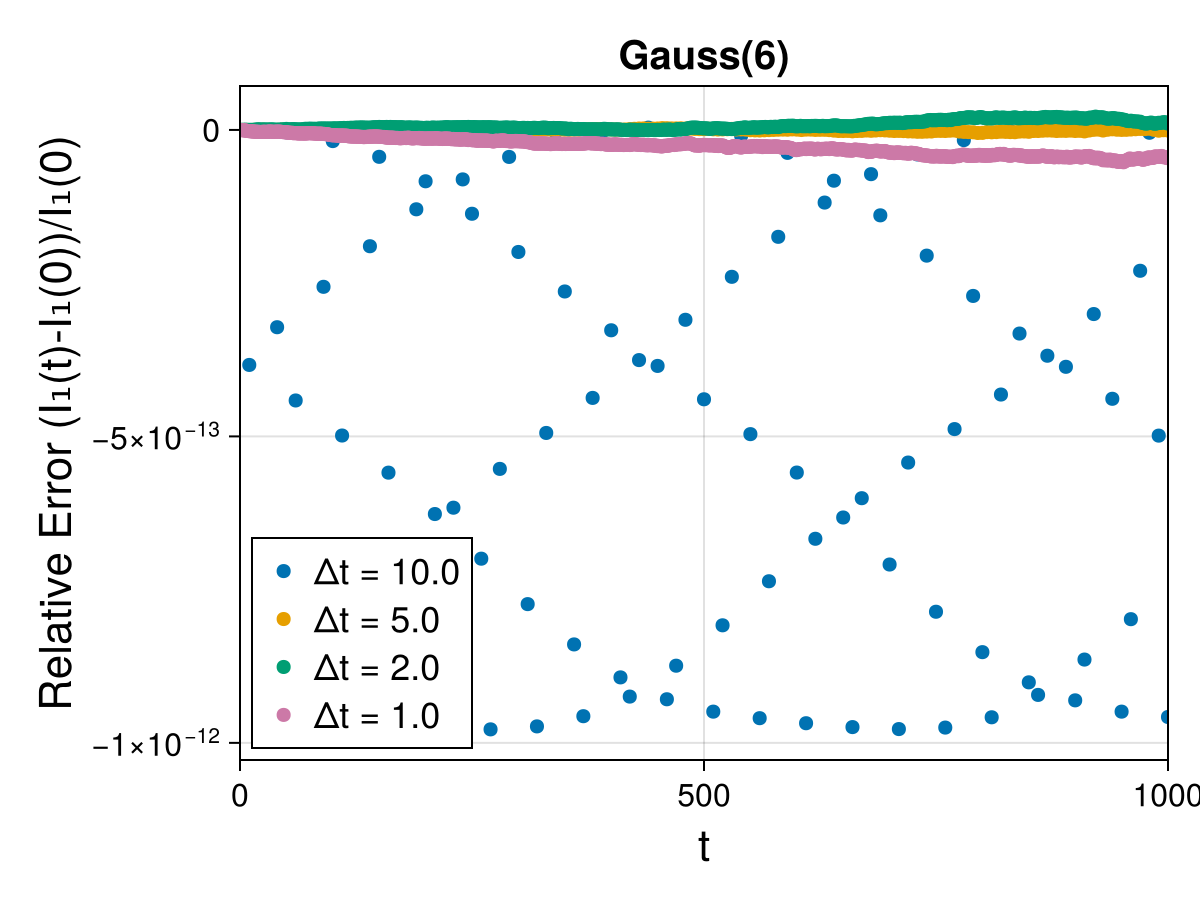 Gauss(6)
Relative Error (I₁(t)-I₁(0))/I₁(0)
0
−5×10⁻¹³
−1×10⁻¹²
Δt = 10.0
Δt = 5.0
Δt = 2.0
Δt = 1.0
0 500 1000
t